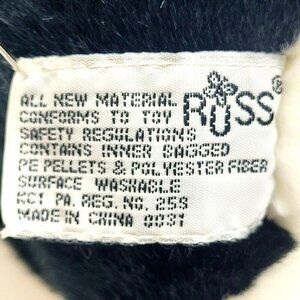 RUSS®
ALL NEW MATERIAL
CONFORMS TO TOY
SAFETY REGULATIONS
CONTAINS INNER BAGGED
PE PELLETS & POLYESTER FIBER
SURFACE WASHABLE
RCT PA. REG. NO. 259
MADE IN CHINA 0031